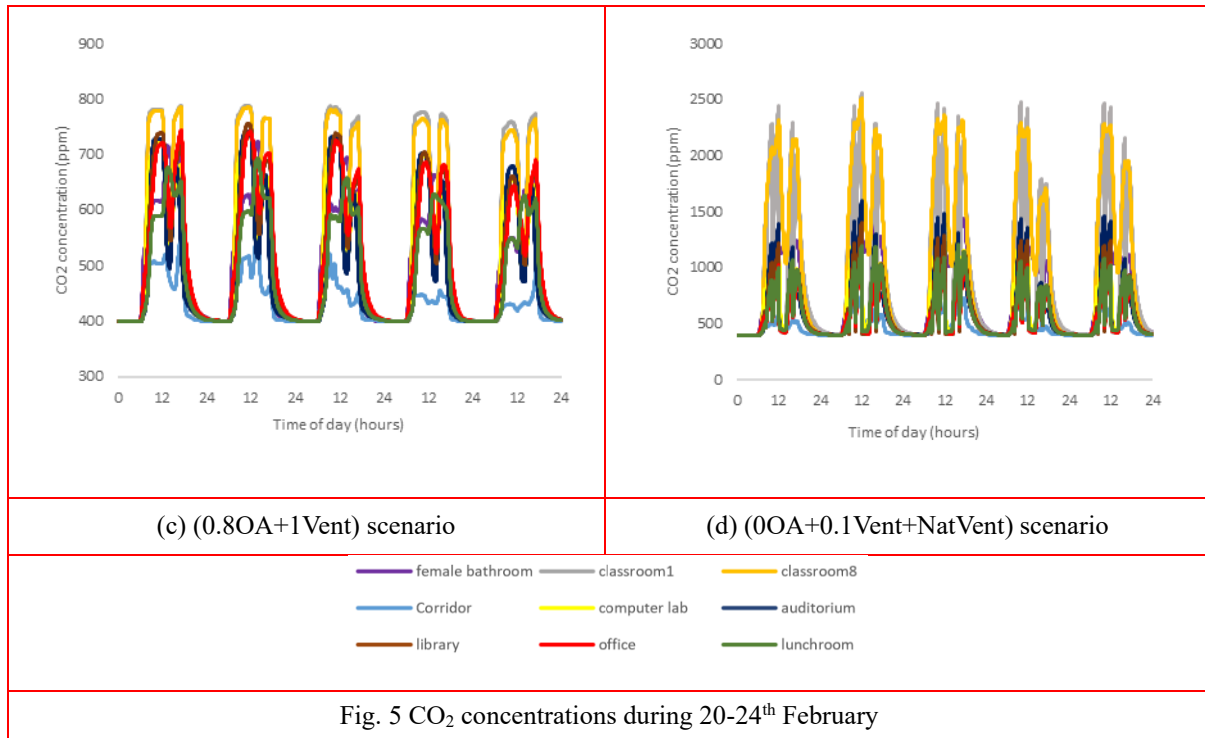 900
800
700
600
500
400
300
CO2 concentration (ppm)
0 12 24 12 24 12 24 12 24 12 24
Time of day (hours)
3000
2500
2000
1500
1000
500
0
CO2 concentration (ppm)
0 12 24 12 24 12 24 12 24 12 24
Time of day (hours)
(c) (0.8OA+1Vent) scenario
(d) (0OA+0.1Vent+NatVent) scenario
female bathroom classroom1 classroom8
Corridor computer lab auditorium
library office lunchroom
Fig. 5 CO₂ concentrations during 20-24ᵗʰ February